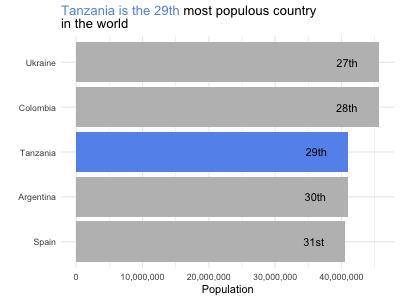 Tanzania is the 29th most populous country
in the world
Ukraine 27th
Colombia 28th
Tanzania 29th
Argentina 30th
Spain 31st
0 10,000,000 20,000,000 30,000,000 40,000,000
Population